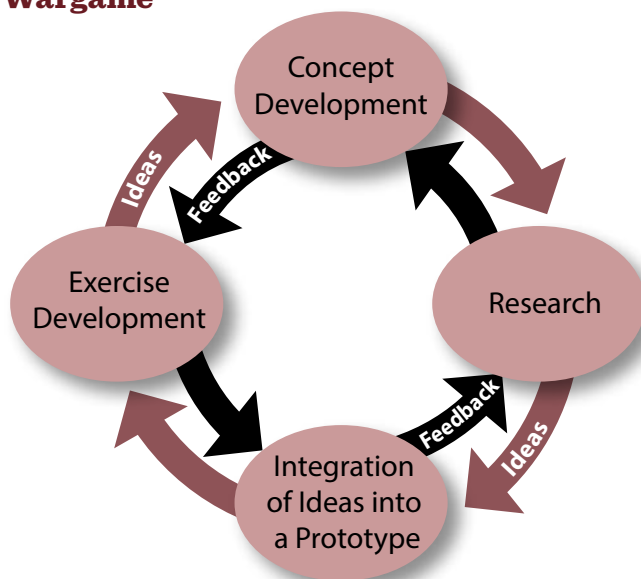 Wargame
Concept
Development
Ideas
Feedback
Exercise
Development
Research
Feedback
Ideas
Integration
of Ideas into
a Prototype